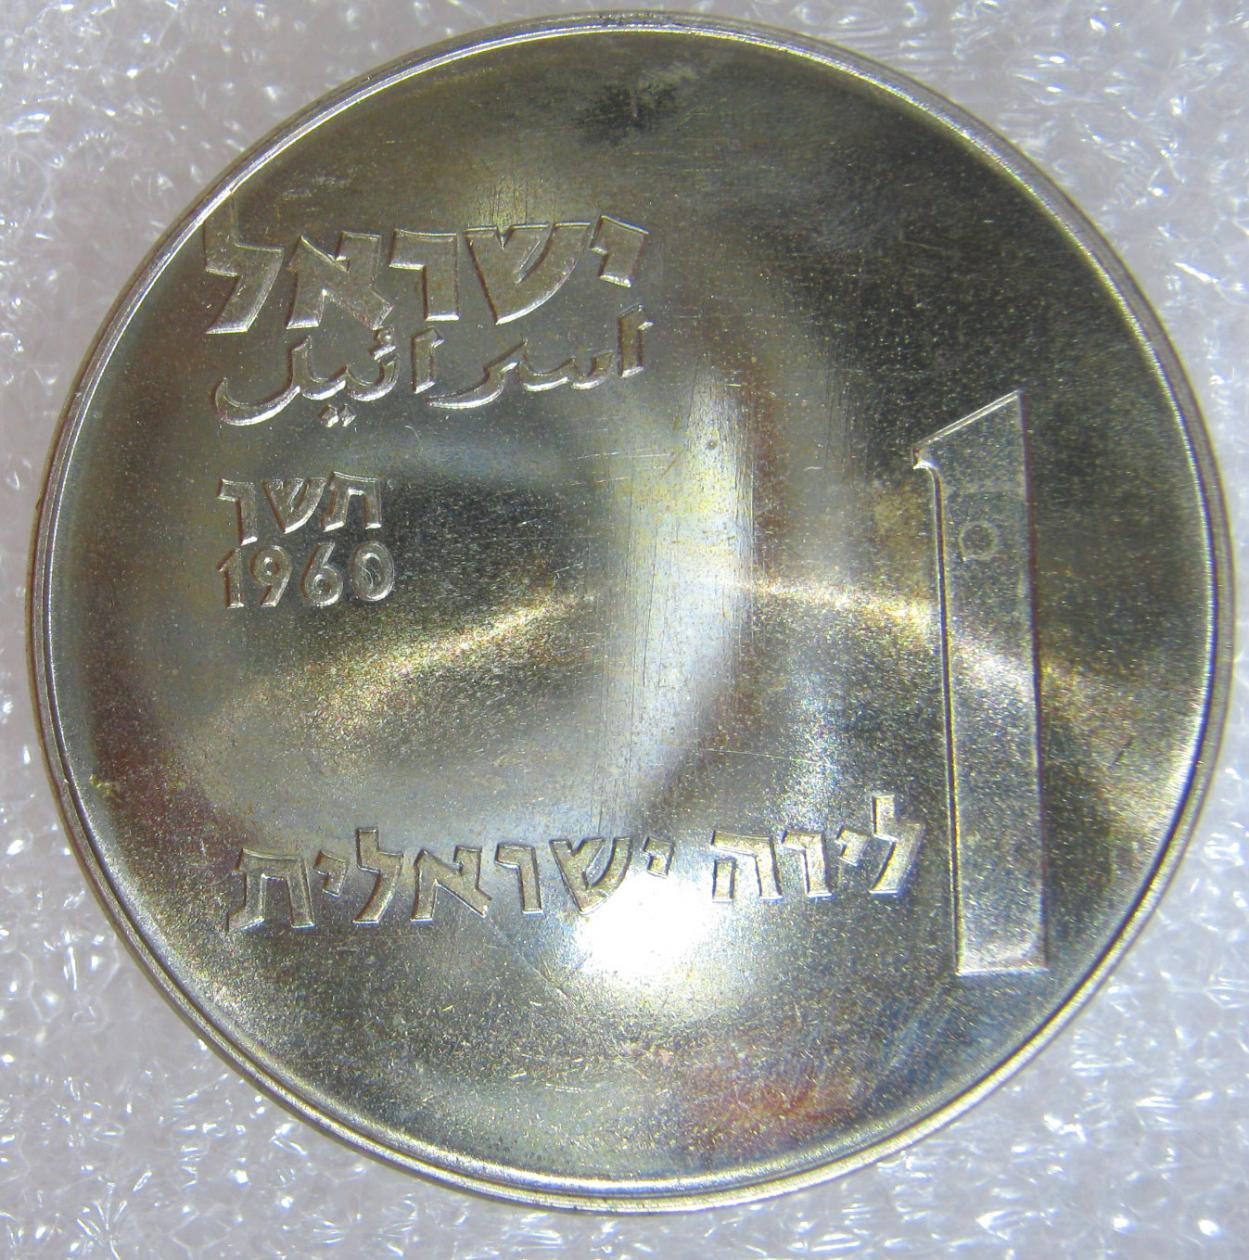 ישראל
اسرائيل
תשך
1960
1
לירה ישראלית